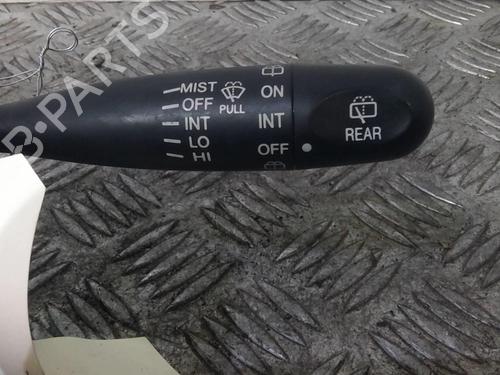 MIST
OFF
INT
LO
HI
PULL
ON
INT
OFF
REAR
B-PARTS